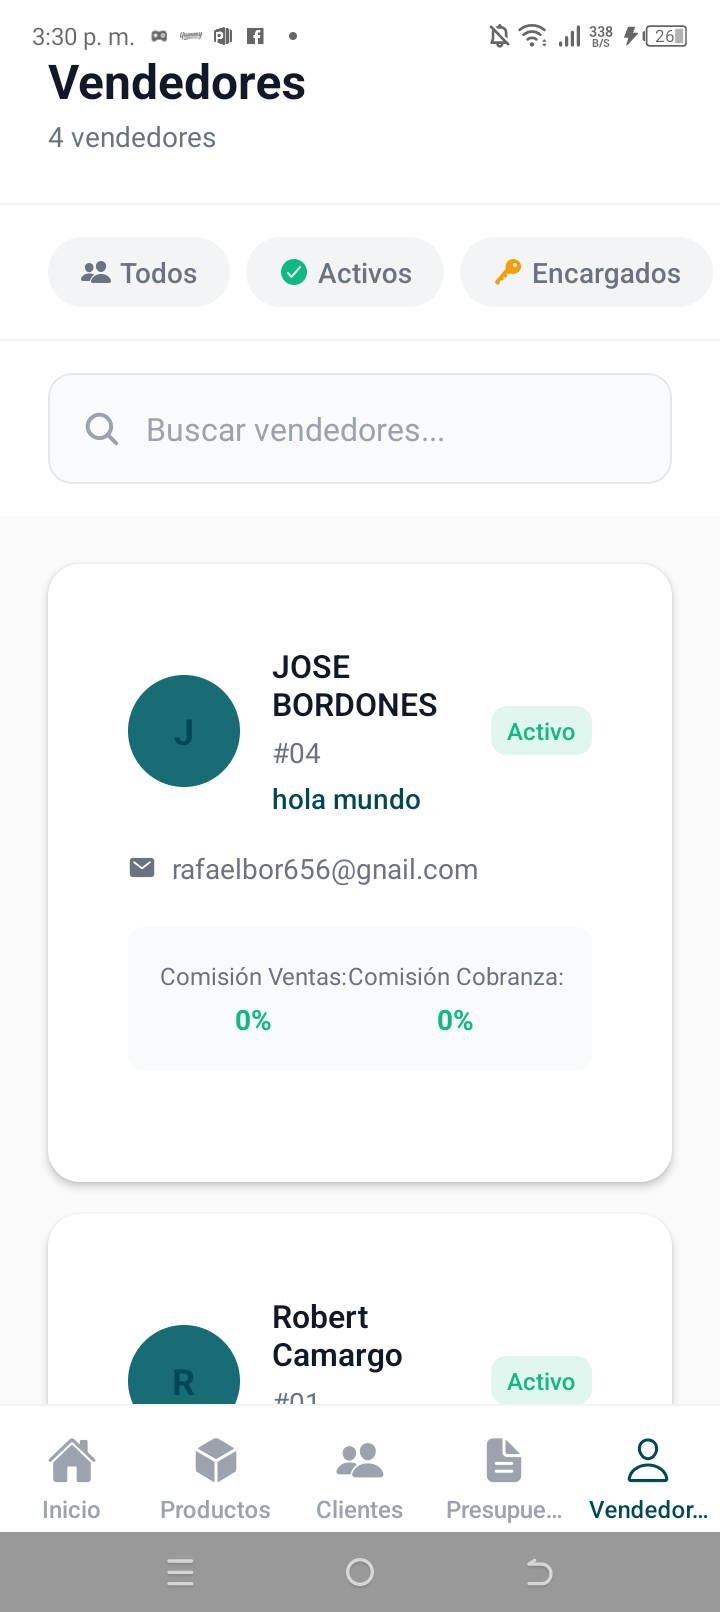 3:30 p. m.
338
B/S
26
Vendedores
4 vendedores
Todos
Activos
Encargados
Buscar vendedores...
JOSE
BORDONES
J
Activo
#04
hola mundo
rafaelbor656@gnail.com
Comisión Ventas:Comisión Cobranza:
0%
0%
Robert
Camargo
R
Activo
#01
Inicio
Productos
Clientes
Presupue...
Vendedor...